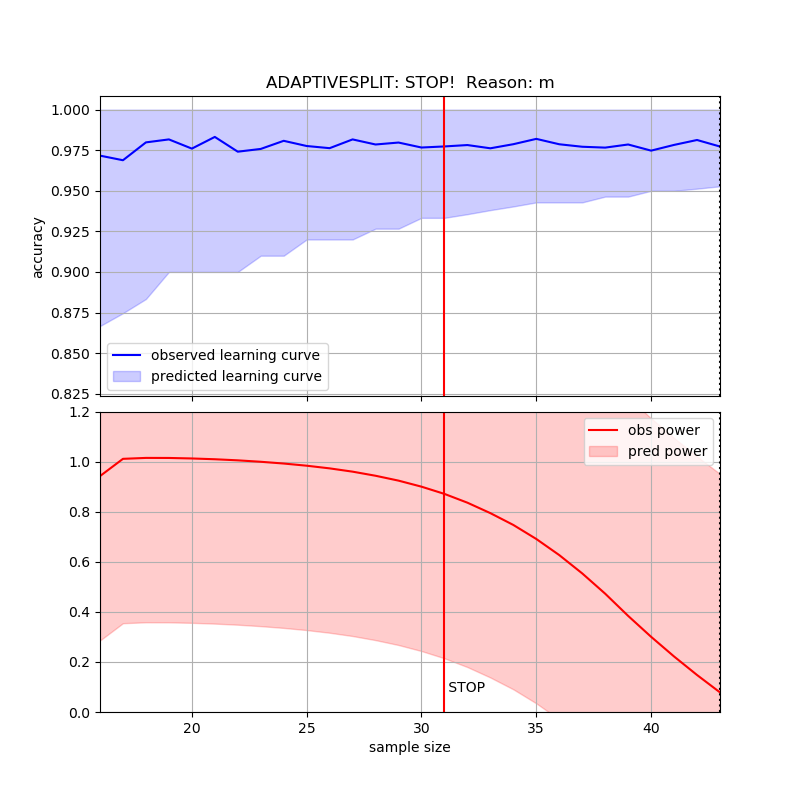 ADAPTIVESPLIT: STOP!  Reason: m
1.000
0.975
0.950
0.925
0.900
0.875
0.850
0.825
accuracy
observed learning curve
predicted learning curve
1.2
1.0
0.8
0.6
0.4
0.2
0.0
obs power
pred power
STOP
20 25 30 35 40
sample size